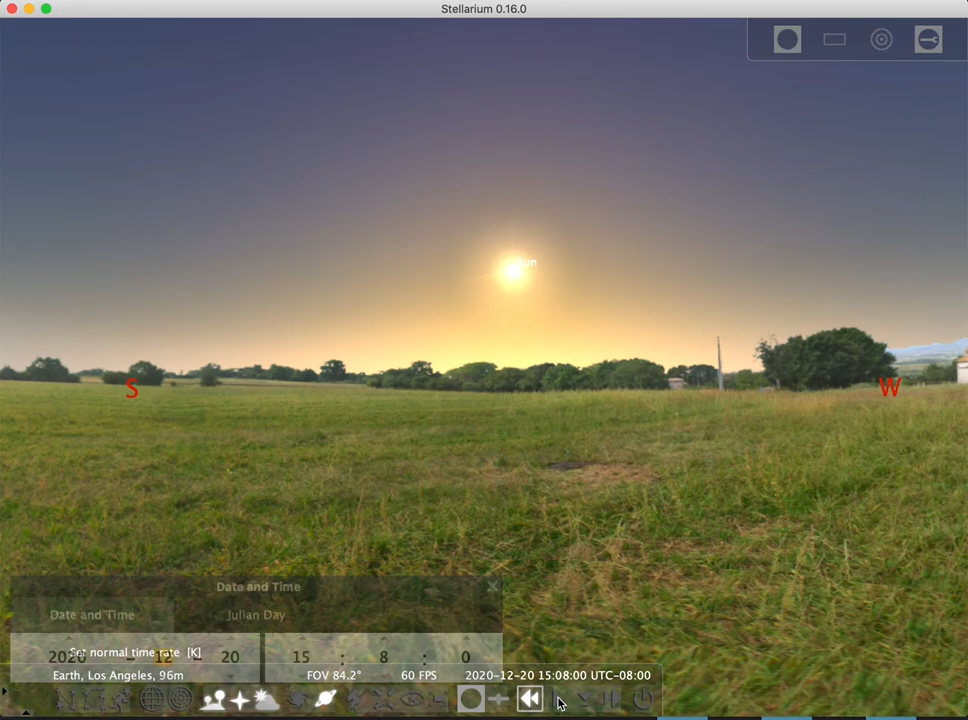 Stellarium 0.16.0
S
W
Date and Time
Date and Time Julian Day
Set normal time rate [K]
2020 – 12 – 20 15 : 8 : 0
Earth, Los Angeles, 96m FOV 84.2° 60 FPS 2020-12-20 15:08:00 UTC-08:00